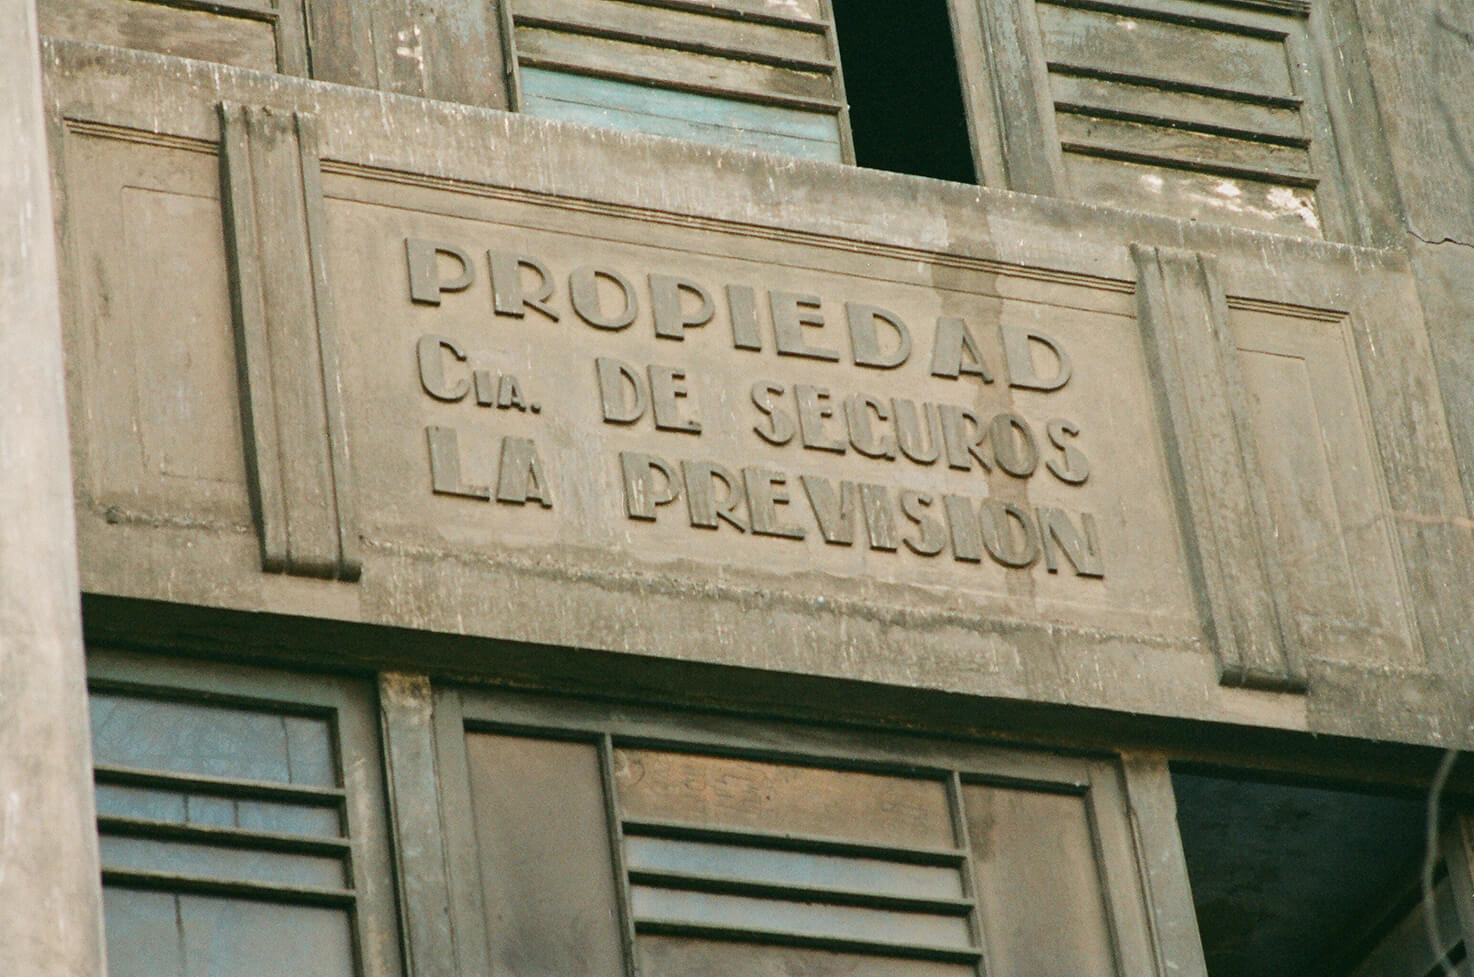 PROPIEDAD
CIA. DE SEGUROS
LA PREVISION